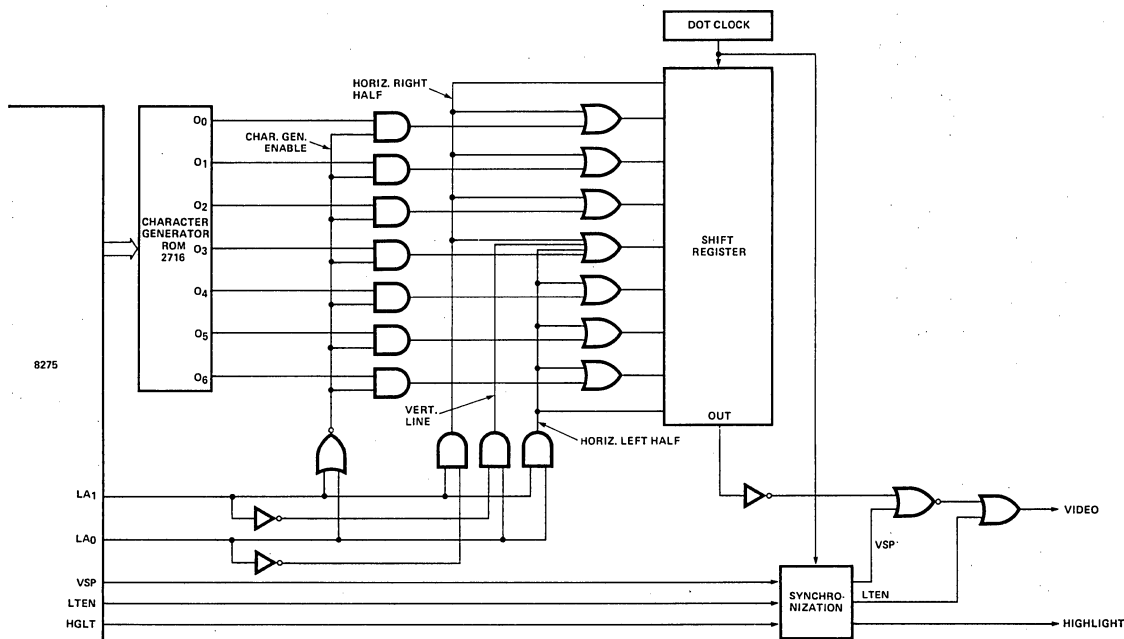 DOT CLOCK
HORIZ. RIGHT
HALF
CHAR. GEN.
ENABLE
O0
O1
O2
O3
O4
O5
O6
CHARACTER
GENERATOR
ROM
2716
SHIFT
REGISTER
8275
VERT.
LINE
OUT
HORIZ. LEFT HALF
LA1
LA0
VSP
LTEN
HGLT
VSP
LTEN
SYNCHRO-
NIZATION
VIDEO
HIGHLIGHT